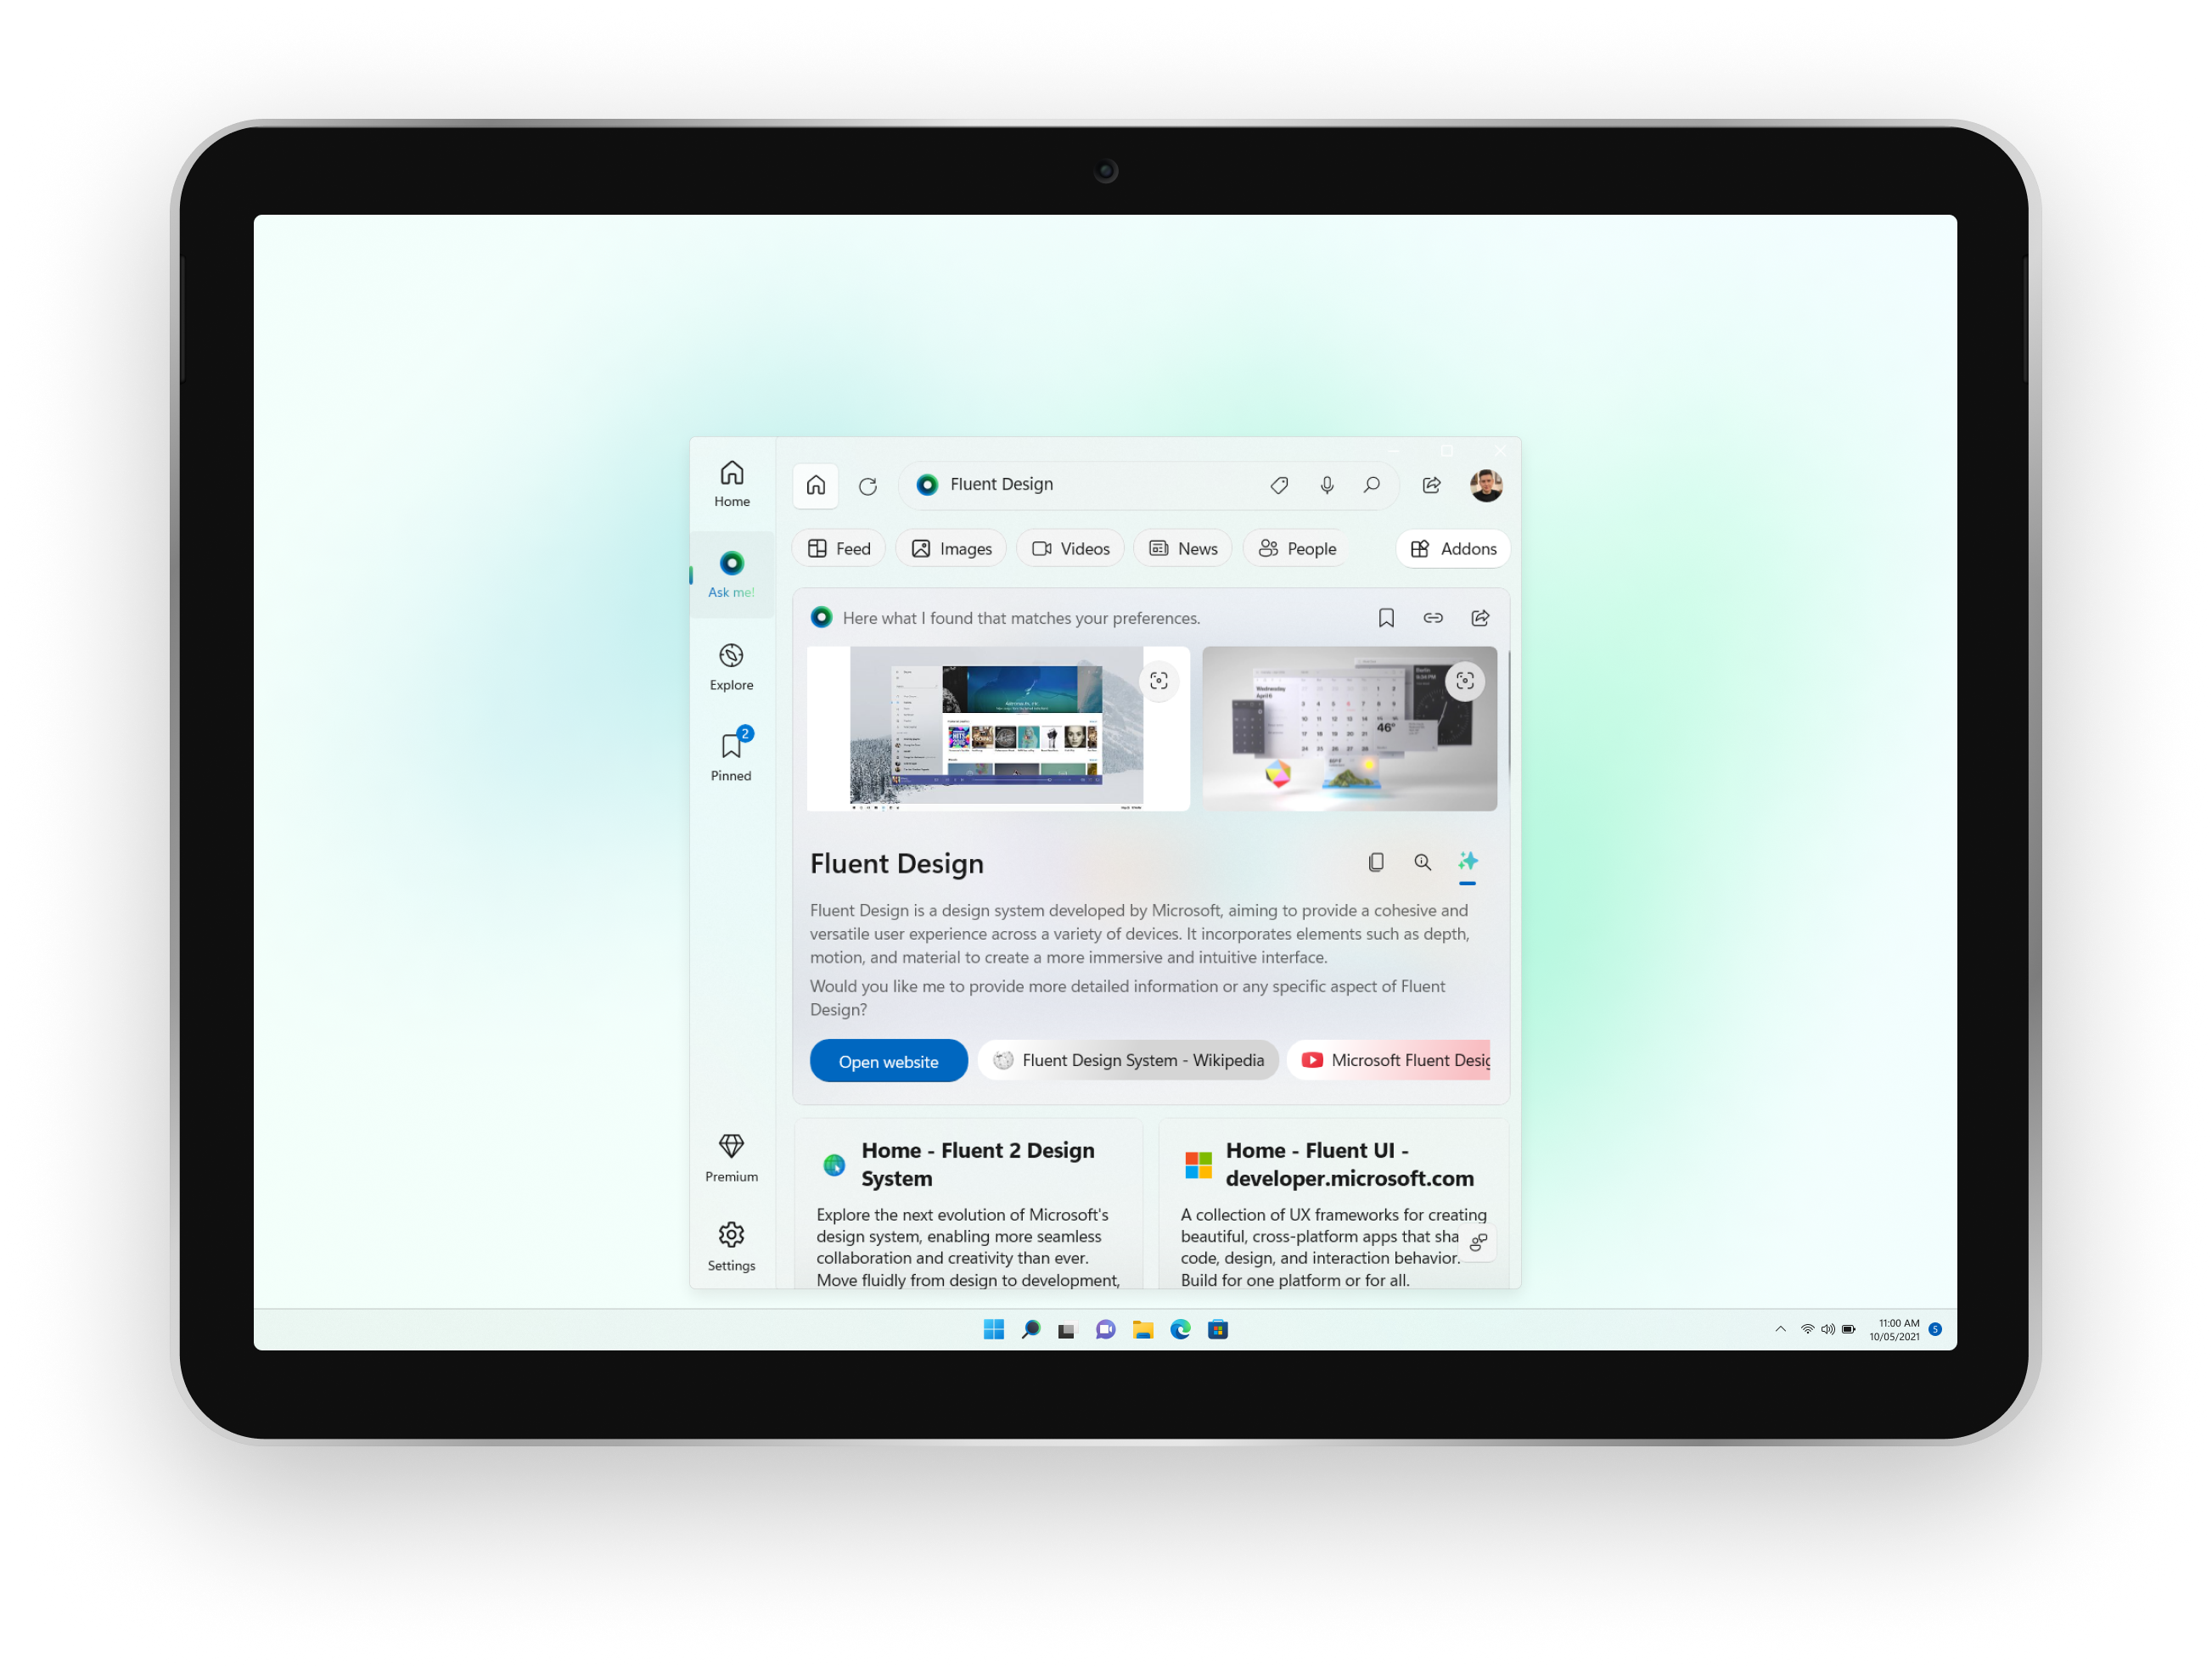 Home
Ask me!
Explore
2
Pinned
Premium
Settings
Fluent Design
Feed
Images
Videos
News
People
Addons
Here what I found that matches your preferences.
Wednesday
April 6
Berlin
46°
Fluent Design
Fluent Design is a design system developed by Microsoft, aiming to provide a cohesive and
versatile user experience across a variety of devices. It incorporates elements such as depth,
motion, and material to create a more immersive and intuitive interface.
Would you like me to provide more detailed information or any specific aspect of Fluent
Design?
Open website
Fluent Design System - Wikipedia
Microsoft Fluent Desig
Home - Fluent 2 Design
System
Explore the next evolution of Microsoft's
design system, enabling more seamless
collaboration and creativity than ever.
Move fluidly from design to development,
Home - Fluent UI -
developer.microsoft.com
A collection of UX frameworks for creating
beautiful, cross-platform apps that sha
code, design, and interaction behavior.
Build for one platform or for all.
11:00 AM
10/05/2021
5